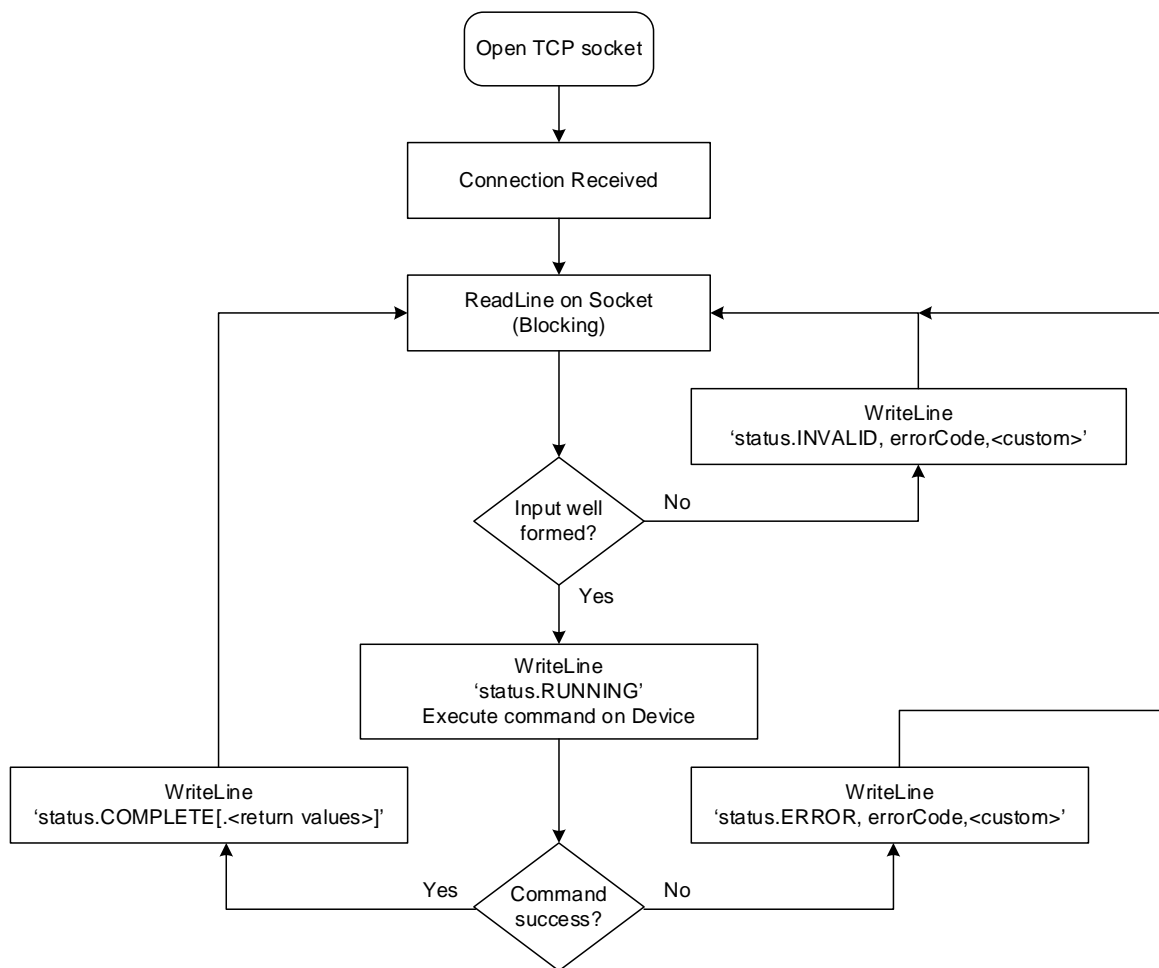 Open TCP socket
Connection Received
ReadLine on Socket
(Blocking)
WriteLine
‘status.INVALID, errorCode,<custom>’
Input well
formed?
No
Yes
WriteLine
‘status.RUNNING’
Execute command on Device
WriteLine
‘status.COMPLETE[.<return values>]’
WriteLine
‘status.ERROR, errorCode,<custom>’
Yes
Command
success?
No